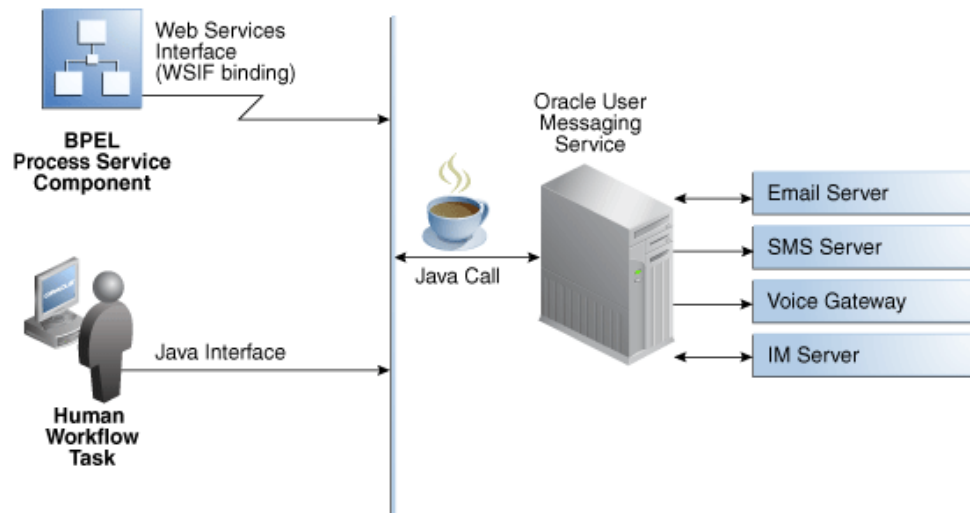 Web Services
Interface
(WSIF binding)
BPEL
Process Service
Component
Oracle User
Messaging
Service
Email Server
SMS Server
Voice Gateway
IM Server
Java Call
ORACLE
Java Interface
Human
Workflow
Task